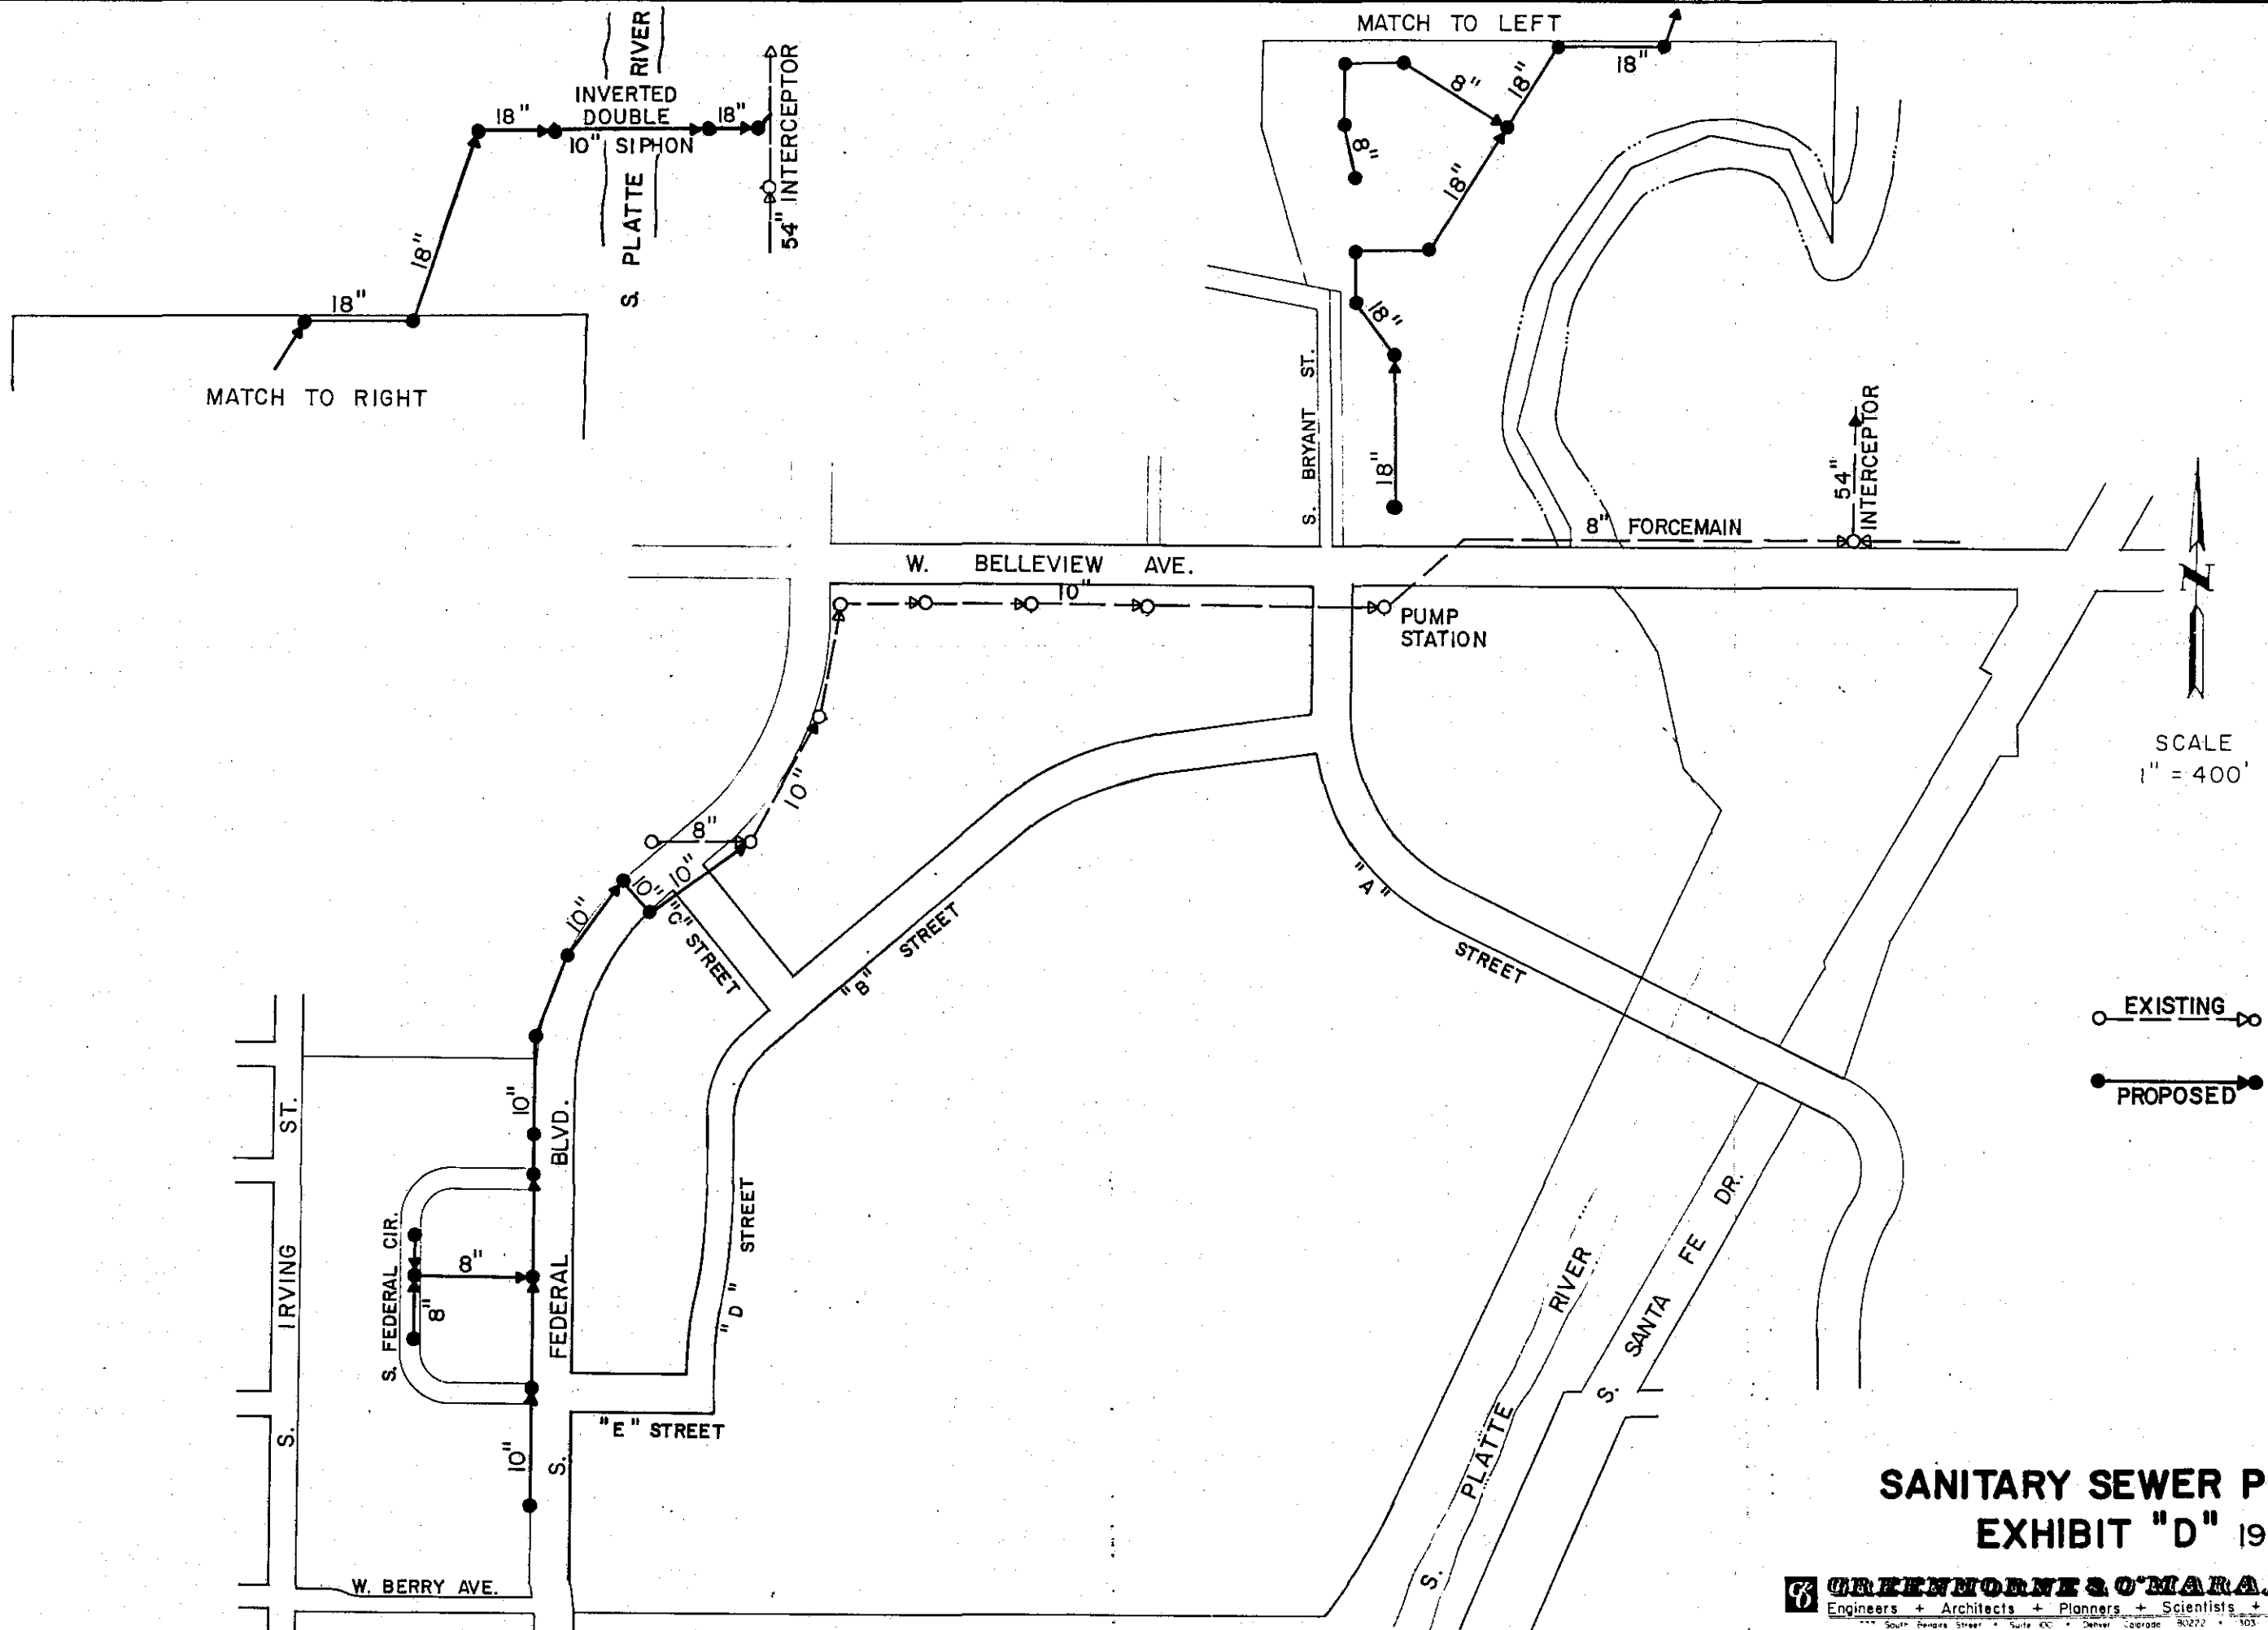 MATCH TO LEFT
18"
8"
18"
8"
18"
18"
18"
S. BRYANT ST.
S. PLATTE RIVER
INVERTED
DOUBLE
10" SIPHON
18"
18"
18"
18"
54" INTERCEPTOR
MATCH TO RIGHT
54"
INTERCEPTOR
8" FORCEMAIN
W. BELLEVIEW AVE.
10"
PUMP
STATION
N
SCALE
1" = 400'
10"
8"
10"
10"
10"
"C" STREET
"B" STREET
"A" STREET
EXISTING
PROPOSED
10"
S. FEDERAL BLVD.
S. IRVING ST.
S. FEDERAL CIR.
8"
8"
"D" STREET
"E" STREET
10"
W. BERRY AVE.
S. PLATTE RIVER
S. SANTA FE DR.
SANITARY SEWER P
EXHIBIT "D" 19
GREENHORNE & O'MARA,
Engineers + Architects + Planners + Scientists +